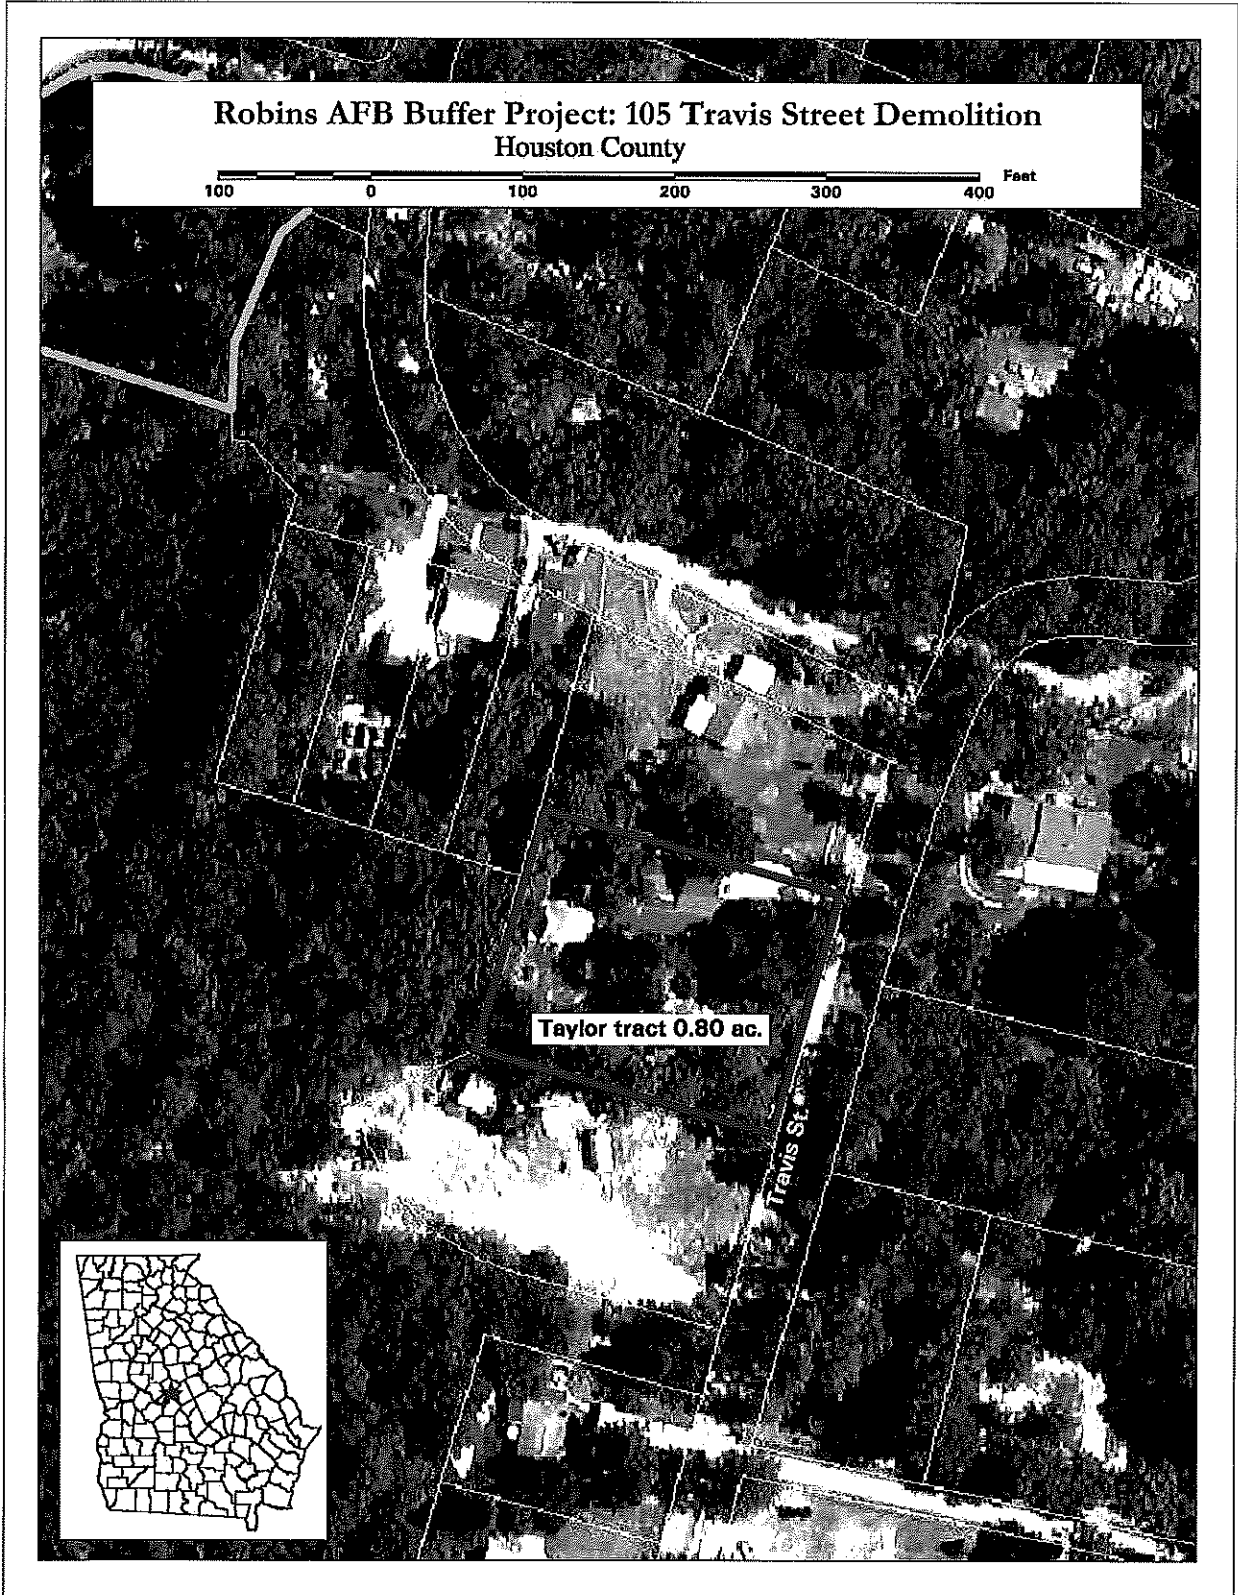 Robins AFB Buffer Project: 105 Travis Street Demolition
Houston County
100 0 100 200 300 400 Feet
Taylor tract 0.80 ac.
Travis St.